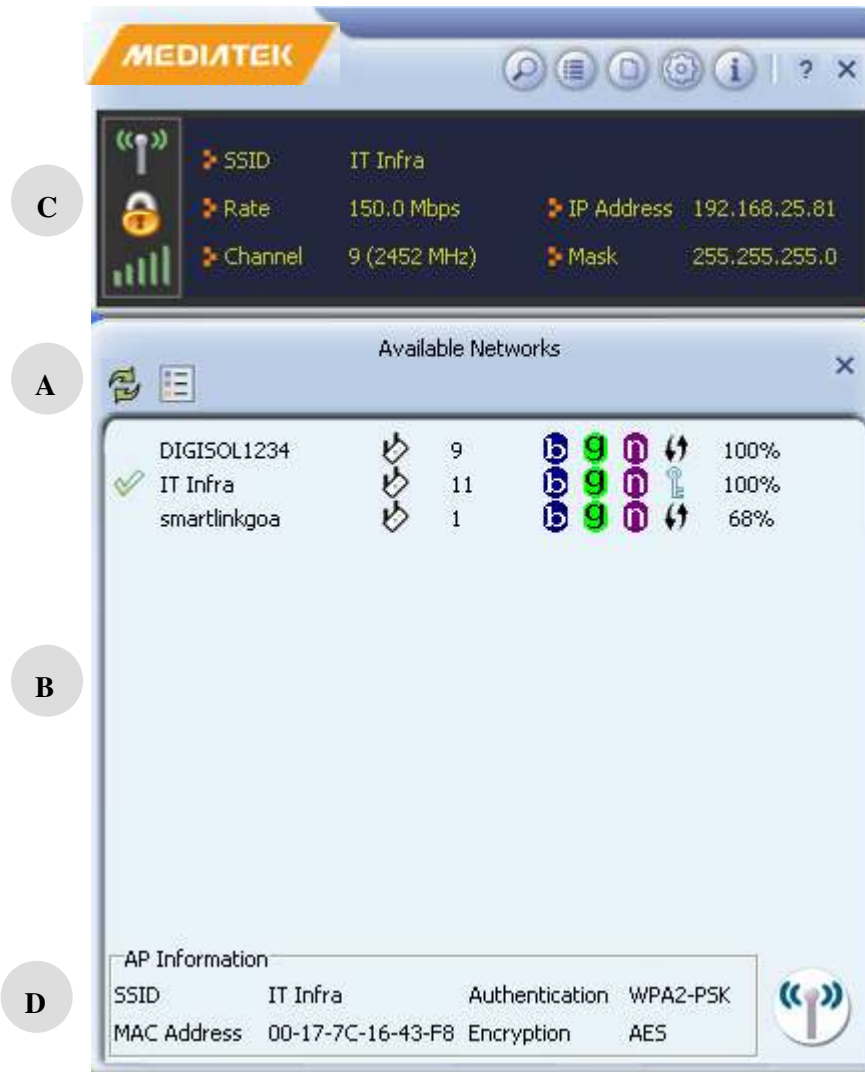 MEDIATEK
i ? ×
SSID IT Infra
C
Rate 150.0 Mbps IP Address 192.168.25.81
Channel 9 (2452 MHz) Mask 255.255.255.0
Available Networks ×
A
DIGISOL1234 9 b g n 100%
IT Infra 11 b g n 100%
smartlinkgoa 1 b g n 68%
B
AP Information
D
SSID IT Infra Authentication WPA2-PSK
MAC Address 00-17-7C-16-43-F8 Encryption AES